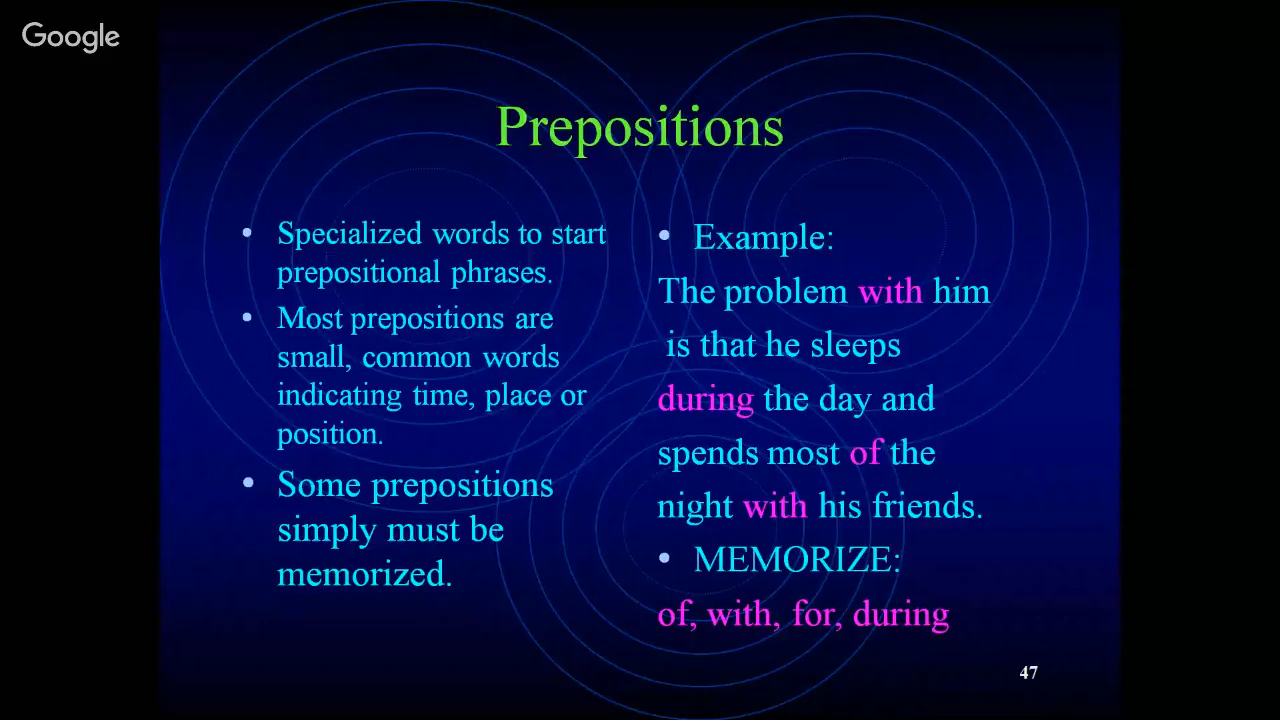 Google
Prepositions
• Specialized words to start
prepositional phrases.
• Most prepositions are
small, common words
indicating time, place or
position.
• Some prepositions
simply must be
memorized.
• Example:
The problem with him
is that he sleeps
during the day and
spends most of the
night with his friends.
• MEMORIZE:
of, with, for, during
47